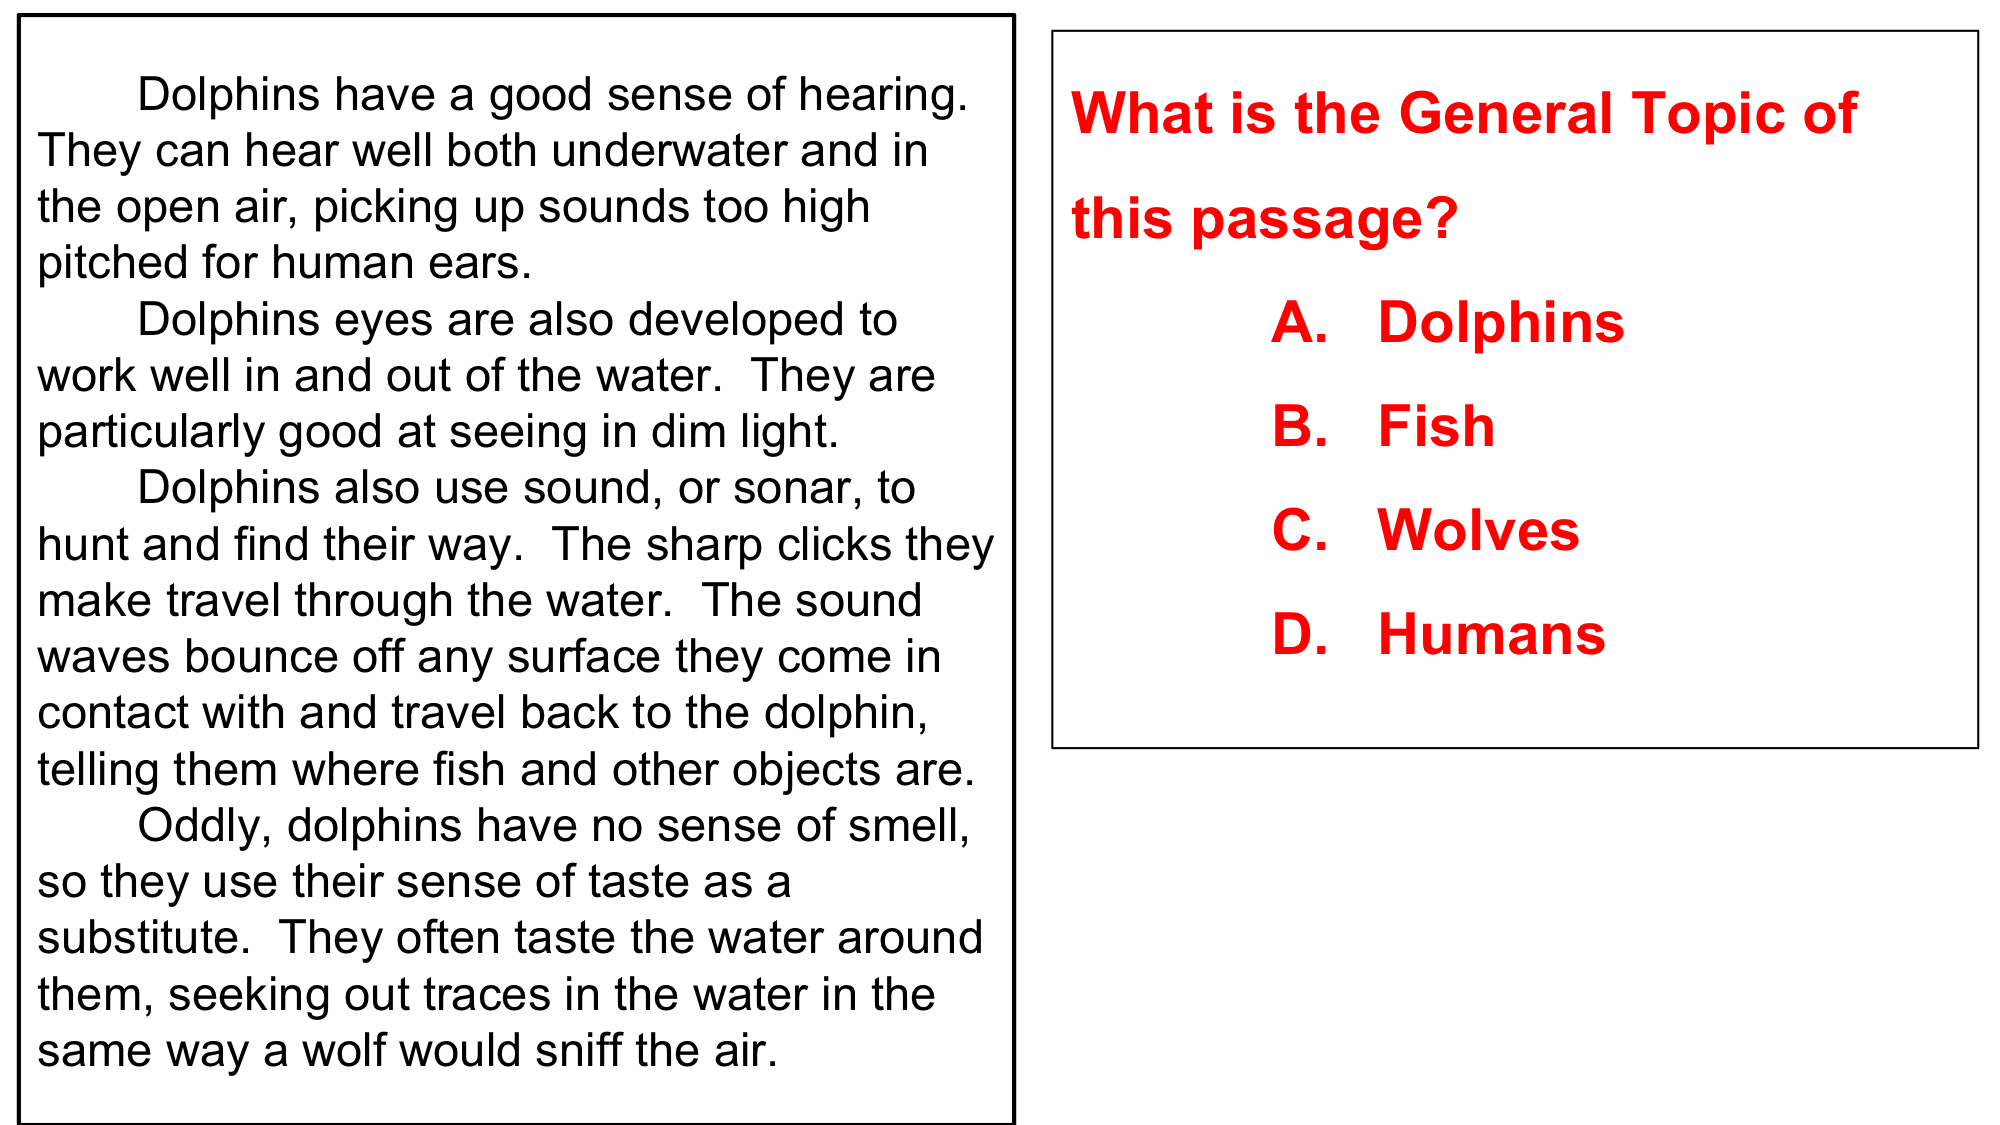 Dolphins have a good sense of hearing.
They can hear well both underwater and in
the open air, picking up sounds too high
pitched for human ears.
Dolphins eyes are also developed to
work well in and out of the water.  They are
particularly good at seeing in dim light.
Dolphins also use sound, or sonar, to
hunt and find their way.  The sharp clicks they
make travel through the water.  The sound
waves bounce off any surface they come in
contact with and travel back to the dolphin,
telling them where fish and other objects are.
Oddly, dolphins have no sense of smell,
so they use their sense of taste as a
substitute.  They often taste the water around
them, seeking out traces in the water in the
same way a wolf would sniff the air.
What is the General Topic of
this passage?
A. Dolphins
B. Fish
C. Wolves
D. Humans